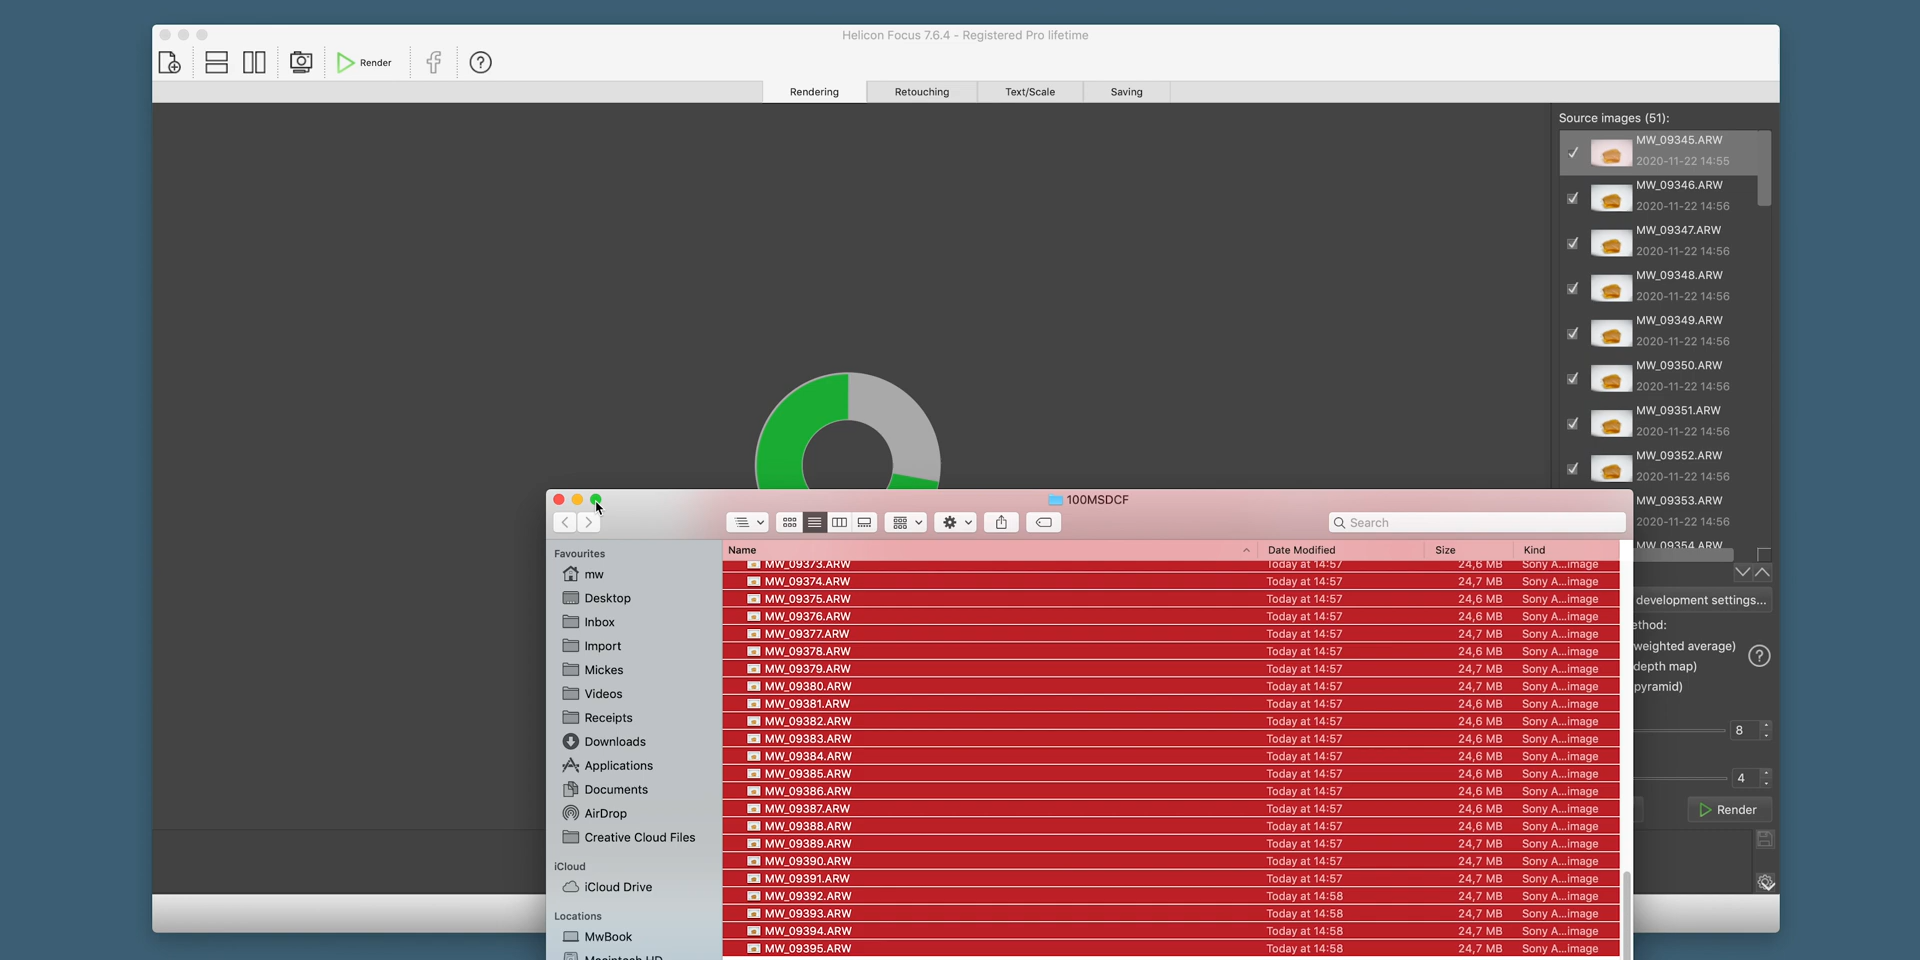 Helicon Focus 7.6.4 - Registered Pro lifetime
Render
Rendering Retouching Text/Scale Saving
Source images (51):
MW_09345.ARW
2020-11-22 14:55
MW_09346.ARW
2020-11-22 14:56
MW_09347.ARW
2020-11-22 14:56
MW_09348.ARW
2020-11-22 14:56
MW_09349.ARW
2020-11-22 14:56
MW_09350.ARW
2020-11-22 14:56
MW_09351.ARW
2020-11-22 14:56
MW_09352.ARW
2020-11-22 14:56
MW_09353.ARW
2020-11-22 14:56
MW_09354.ARW
development settings...
ethod:
weighted average)
depth map)
pyramid)
8
4
Render
100MSDCF
Search
Favourites
mw
Desktop
Inbox
Import
Mickes
Videos
Receipts
Downloads
Applications
Documents
AirDrop
Creative Cloud Files
iCloud
iCloud Drive
Locations
MwBook
Macintosh HD
Name Date Modified Size Kind
MW_09373.ARW Today at 14:57 24,6 MB Sony A...image
MW_09374.ARW Today at 14:57 24,7 MB Sony A...image
MW_09375.ARW Today at 14:57 24,6 MB Sony A...image
MW_09376.ARW Today at 14:57 24,6 MB Sony A...image
MW_09377.ARW Today at 14:57 24,7 MB Sony A...image
MW_09378.ARW Today at 14:57 24,6 MB Sony A...image
MW_09379.ARW Today at 14:57 24,7 MB Sony A...image
MW_09380.ARW Today at 14:57 24,7 MB Sony A...image
MW_09381.ARW Today at 14:57 24,6 MB Sony A...image
MW_09382.ARW Today at 14:57 24,6 MB Sony A...image
MW_09383.ARW Today at 14:57 24,6 MB Sony A...image
MW_09384.ARW Today at 14:57 24,6 MB Sony A...image
MW_09385.ARW Today at 14:57 24,6 MB Sony A...image
MW_09386.ARW Today at 14:57 24,6 MB Sony A...image
MW_09387.ARW Today at 14:57 24,6 MB Sony A...image
MW_09388.ARW Today at 14:57 24,6 MB Sony A...image
MW_09389.ARW Today at 14:57 24,7 MB Sony A...image
MW_09390.ARW Today at 14:57 24,7 MB Sony A...image
MW_09391.ARW Today at 14:57 24,7 MB Sony A...image
MW_09392.ARW Today at 14:58 24,7 MB Sony A...image
MW_09393.ARW Today at 14:58 24,7 MB Sony A...image
MW_09394.ARW Today at 14:58 24,7 MB Sony A...image
MW_09395.ARW Today at 14:58 24,7 MB Sony A...image